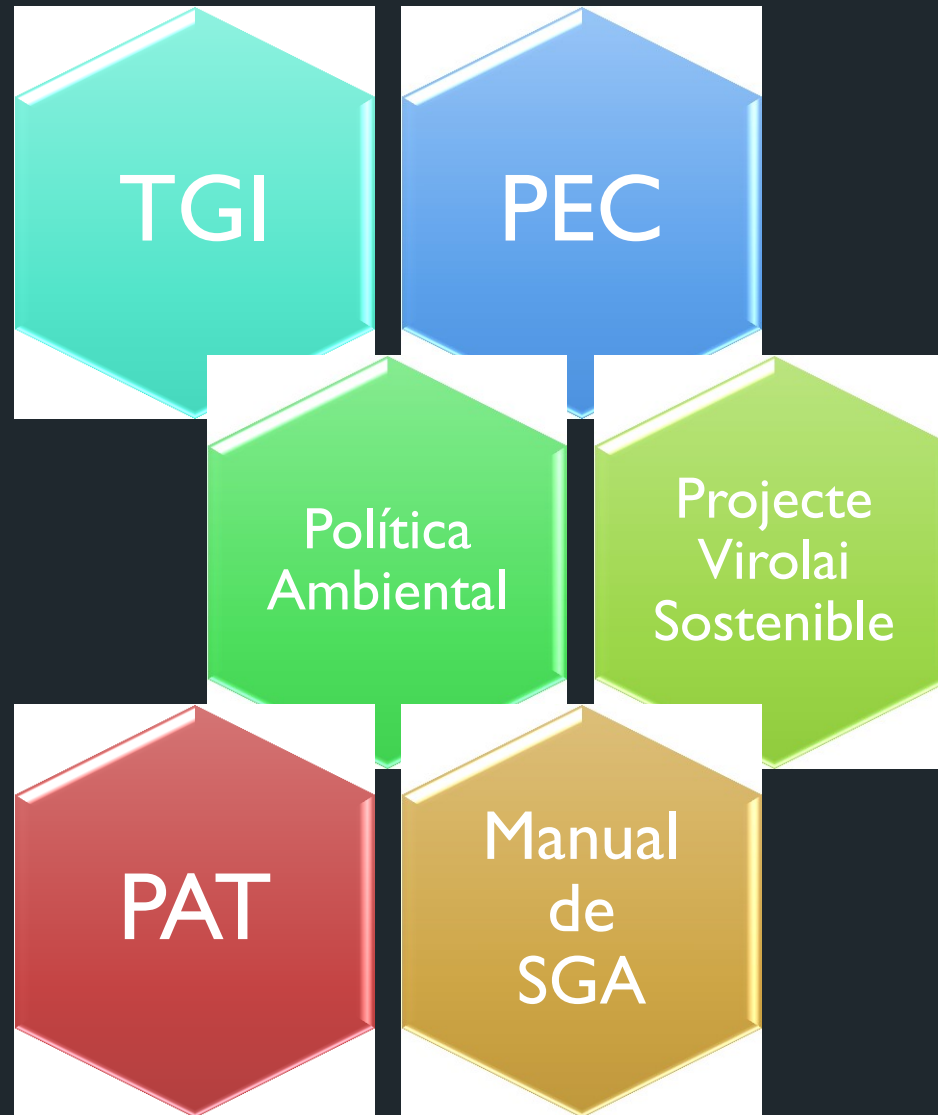 TGI
PEC
Política
Ambiental
Projecte
Virolai
Sostenible
PAT
Manual
de
SGA